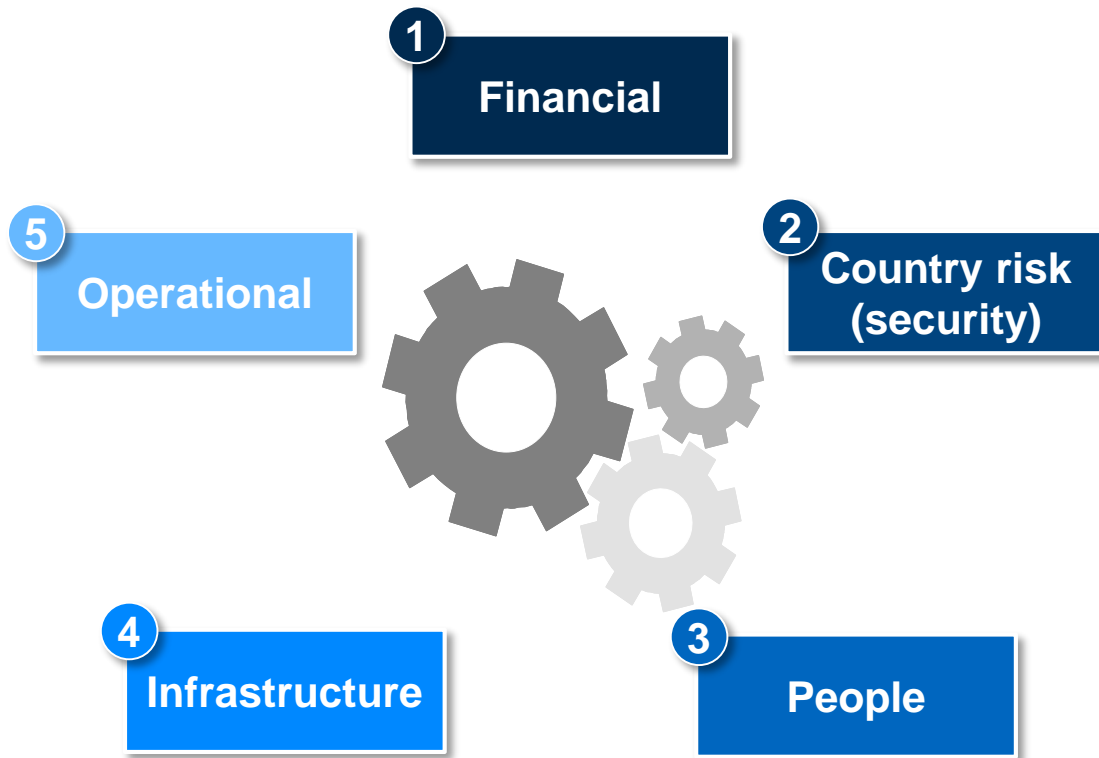 1
Financial
2
Country risk
(security)
3
People
4
Infrastructure
5
Operational